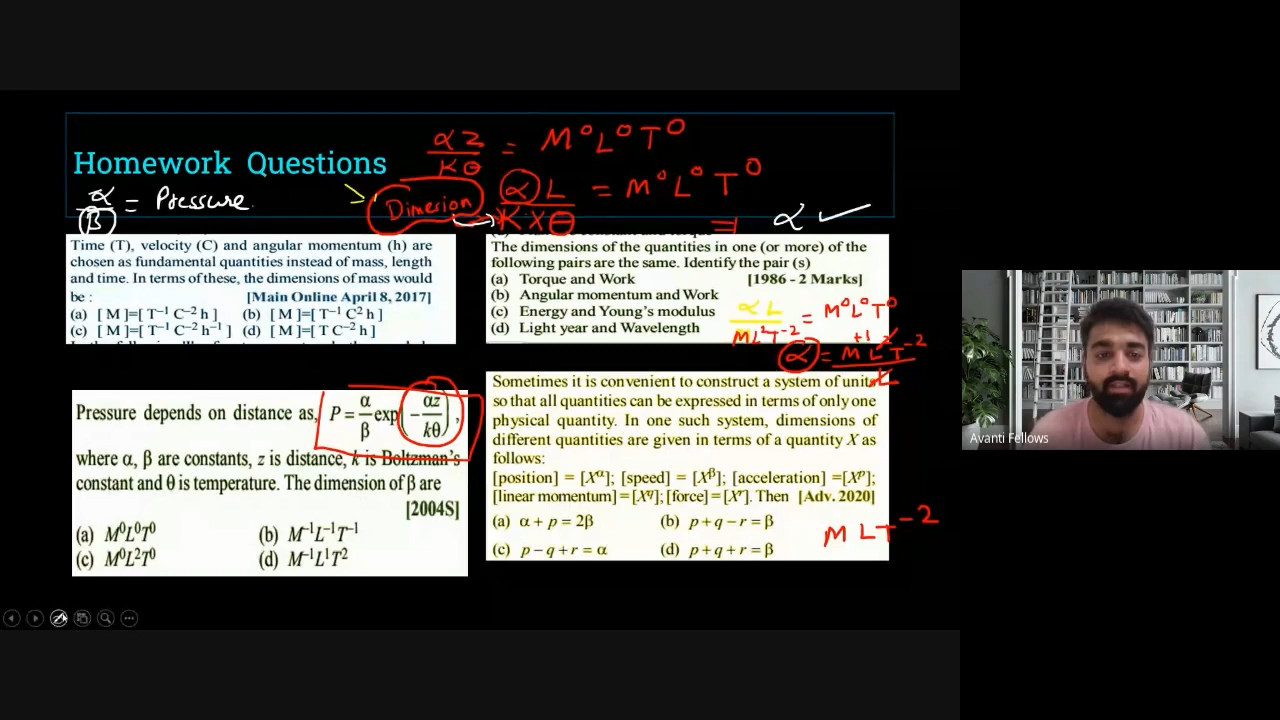 αz/kθ = M⁰L⁰T⁰
Homework Questions
α/β = Pressure
Dimension
αL/K×θ = M⁰L⁰T⁰
⇒ α ✓
Time (T), velocity (C) and angular momentum (h) are
chosen as fundamental quantities instead of mass, length
and time. In terms of these, the dimensions of mass would
be : [Main Online April 8, 2017]
(a) [ M]=[ T⁻¹ C⁻² h ] (b) [ M ]=[ T⁻¹ C² h ]
(c) [ M]=[ T⁻¹ C⁻² h⁻¹ ] (d) [ M ]=[ T C⁻² h ]
The dimensions of the quantities in one (or more) of the
following pairs are the same. Identify the pair (s)
(a) Torque and Work [1986 - 2 Marks]
(b) Angular momentum and Work
(c) Energy and Young's modulus
(d) Light year and Wavelength
αL/ML²T⁻² = M⁰L⁰T⁰
α = ML²T⁻²/L
+1
Pressure depends on distance as, P = α/β exp(−αz/kθ),
where α, β are constants, z is distance, k is Boltzman's
constant and θ is temperature. The dimension of β are
[2004S]
(a) M⁰L⁰T⁰ (b) M⁻¹L⁻¹T⁻¹
(c) M⁰L²T⁰ (d) M⁻¹L¹T²
Sometimes it is convenient to construct a system of units
so that all quantities can be expressed in terms of only one
physical quantity. In one such system, dimensions of
different quantities are given in terms of a quantity X as
follows:
[position] = [Xᵅ]; [speed] = [Xᵝ]; [acceleration] =[Xᵖ];
[linear momentum] = [X^q]; [force] = [Xʳ]. Then [Adv. 2020]
(a) α + p = 2β (b) p + q − r = β
(c) p − q + r = α (d) p + q + r = β
MLT⁻²
Avanti Fellows